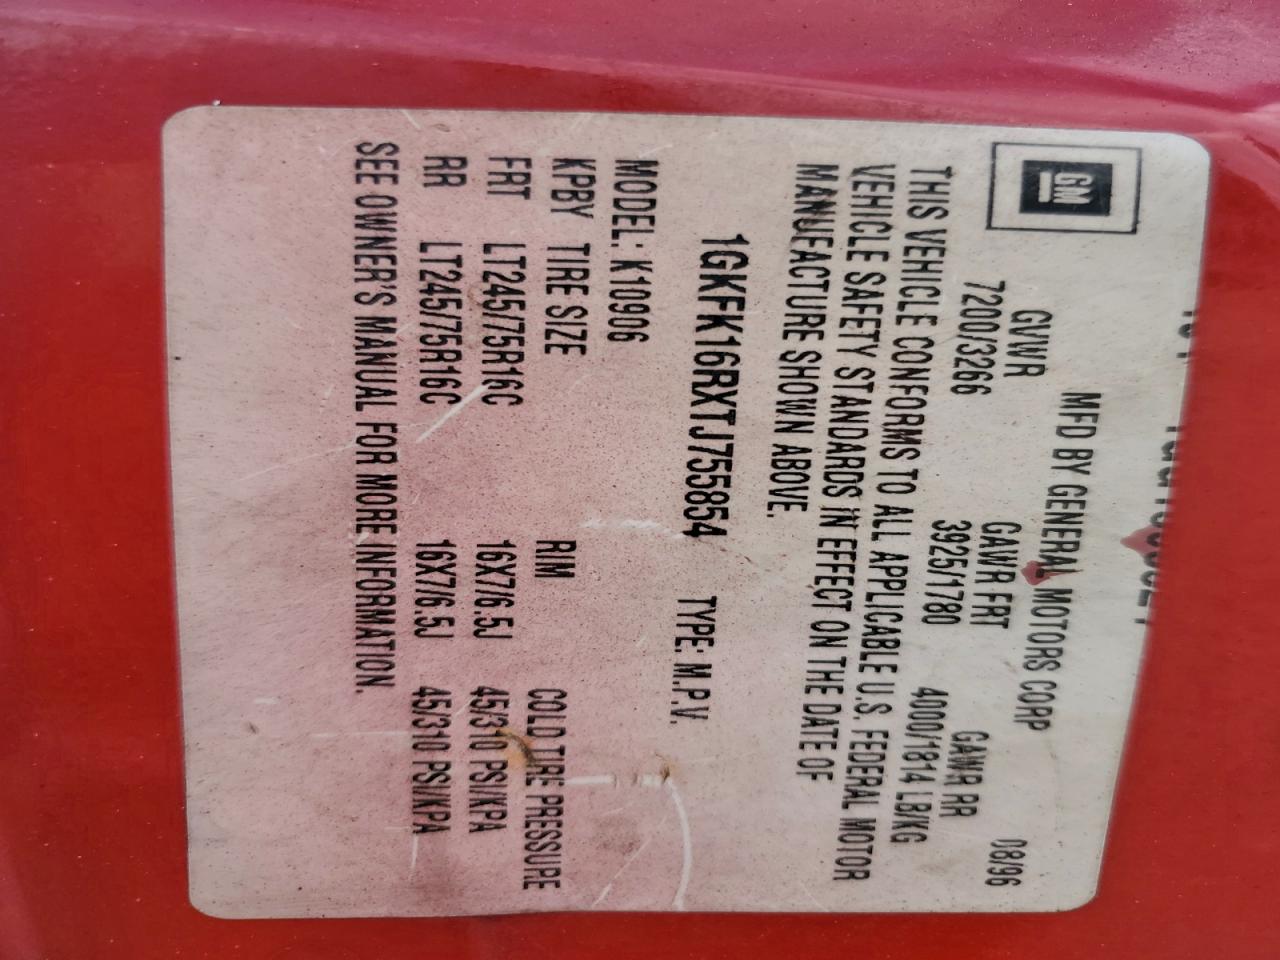 GM
MFD BY GENERAL MOTORS CORP 08/96
GVWR GAWR FRT GAWR RR
7200/3266 3925/1780 4000/1814 LB/KG
THIS VEHICLE CONFORMS TO ALL APPLICABLE U.S. FEDERAL MOTOR
VEHICLE SAFETY STANDARDS IN EFFECT ON THE DATE OF
MANUFACTURE SHOWN ABOVE.
1GKFK16RXTJ755854 TYPE: M.P.V.
MODEL: K10906
KPBY TIRE SIZE RIM COLD TIRE PRESSURE
FRT LT245/75R16C 16X7/6.5J 45/310 PSI/KPA
RR LT245/75R16C 16X7/6.5J 45/310 PSI/KPA
SEE OWNER'S MANUAL FOR MORE INFORMATION.